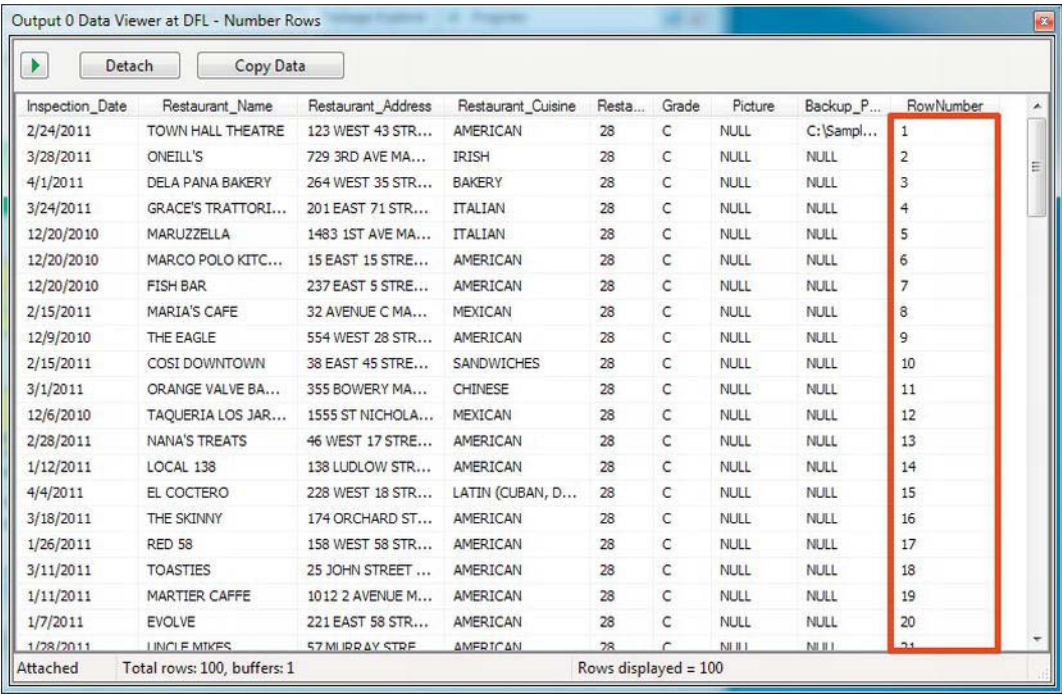 Output 0 Data Viewer at DFL - Number Rows
Detach Copy Data
Inspection_Date Restaurant_Name Restaurant_Address Restaurant_Cuisine Resta... Grade Picture Backup_P... RowNumber
2/24/2011 TOWN HALL THEATRE 123 WEST 43 STR... AMERICAN 28 C NULL C:\Sampl... 1
3/28/2011 ONEILL'S 729 3RD AVE MA... IRISH 28 C NULL NULL 2
4/1/2011 DELA PANA BAKERY 264 WEST 35 STR... BAKERY 28 C NULL NULL 3
3/24/2011 GRACE'S TRATTORI... 201 EAST 71 STR... ITALIAN 28 C NULL NULL 4
12/20/2010 MARUZZELLA 1483 1ST AVE MA... ITALIAN 28 C NULL NULL 5
12/20/2010 MARCO POLO KITC... 15 EAST 15 STRE... AMERICAN 28 C NULL NULL 6
12/20/2010 FISH BAR 237 EAST 5 STRE... AMERICAN 28 C NULL NULL 7
2/15/2011 MARIA'S CAFE 32 AVENUE C MA... MEXICAN 28 C NULL NULL 8
12/9/2010 THE EAGLE 554 WEST 28 STR... AMERICAN 28 C NULL NULL 9
2/15/2011 COSI DOWNTOWN 38 EAST 45 STRE... SANDWICHES 28 C NULL NULL 10
3/1/2011 ORANGE VALVE BA... 355 BOWERY MA... CHINESE 28 C NULL NULL 11
12/6/2010 TAQUERIA LOS JAR... 1555 ST NICHOLA... MEXICAN 28 C NULL NULL 12
2/28/2011 NANA'S TREATS 46 WEST 17 STRE... AMERICAN 28 C NULL NULL 13
1/12/2011 LOCAL 138 138 LUDLOW STR... AMERICAN 28 C NULL NULL 14
4/4/2011 EL COCTERO 228 WEST 18 STR... LATIN (CUBAN, D... 28 C NULL NULL 15
3/18/2011 THE SKINNY 174 ORCHARD ST... AMERICAN 28 C NULL NULL 16
1/26/2011 RED 58 158 WEST 58 STR... AMERICAN 28 C NULL NULL 17
3/11/2011 TOASTIES 25 JOHN STREET ... AMERICAN 28 C NULL NULL 18
1/11/2011 MARTIER CAFFE 1012 2 AVENUE M... AMERICAN 28 C NULL NULL 19
1/7/2011 EVOLVE 221 EAST 58 STR... AMERICAN 28 C NULL NULL 20
1/28/2011 UNCLE MIKES 57 MURRAY STRE AMERICAN 28 C NULL NULL 21
Attached Total rows: 100, buffers: 1 Rows displayed = 100